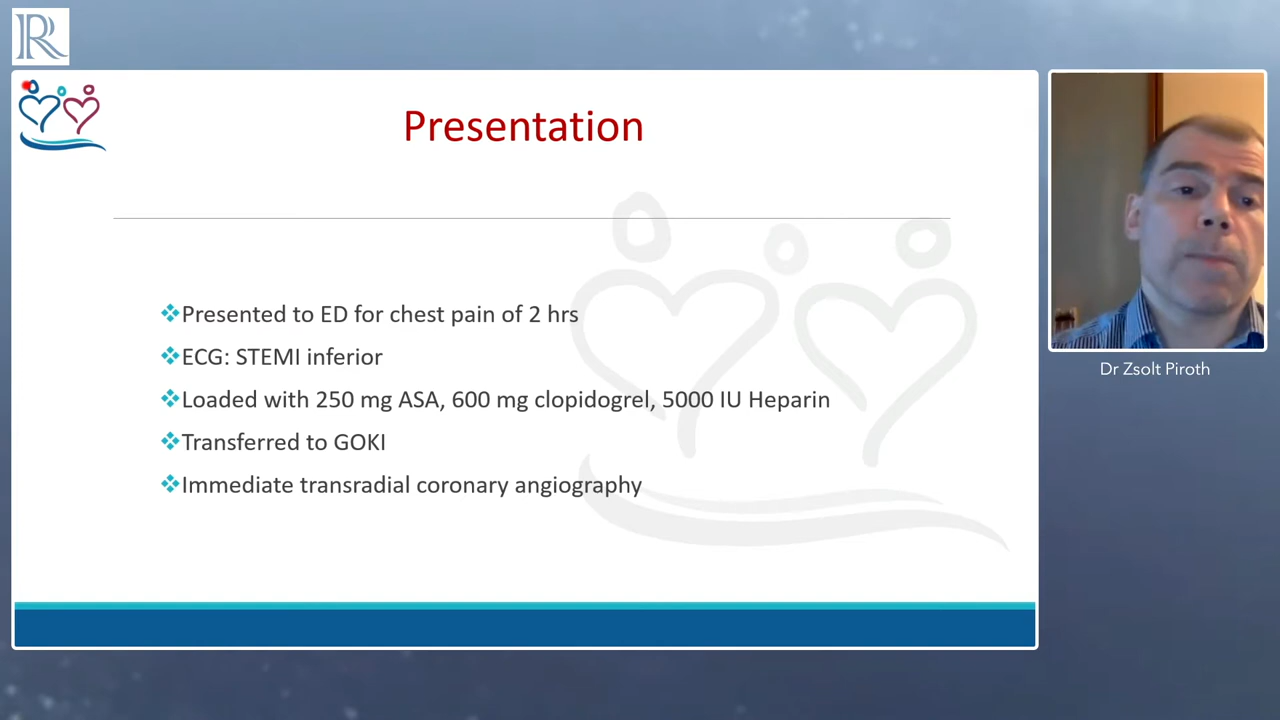 R
Presentation
Presented to ED for chest pain of 2 hrs
ECG: STEMI inferior
Loaded with 250 mg ASA, 600 mg clopidogrel, 5000 IU Heparin
Transferred to GOKI
Immediate transradial coronary angiography
Dr Zsolt Piroth